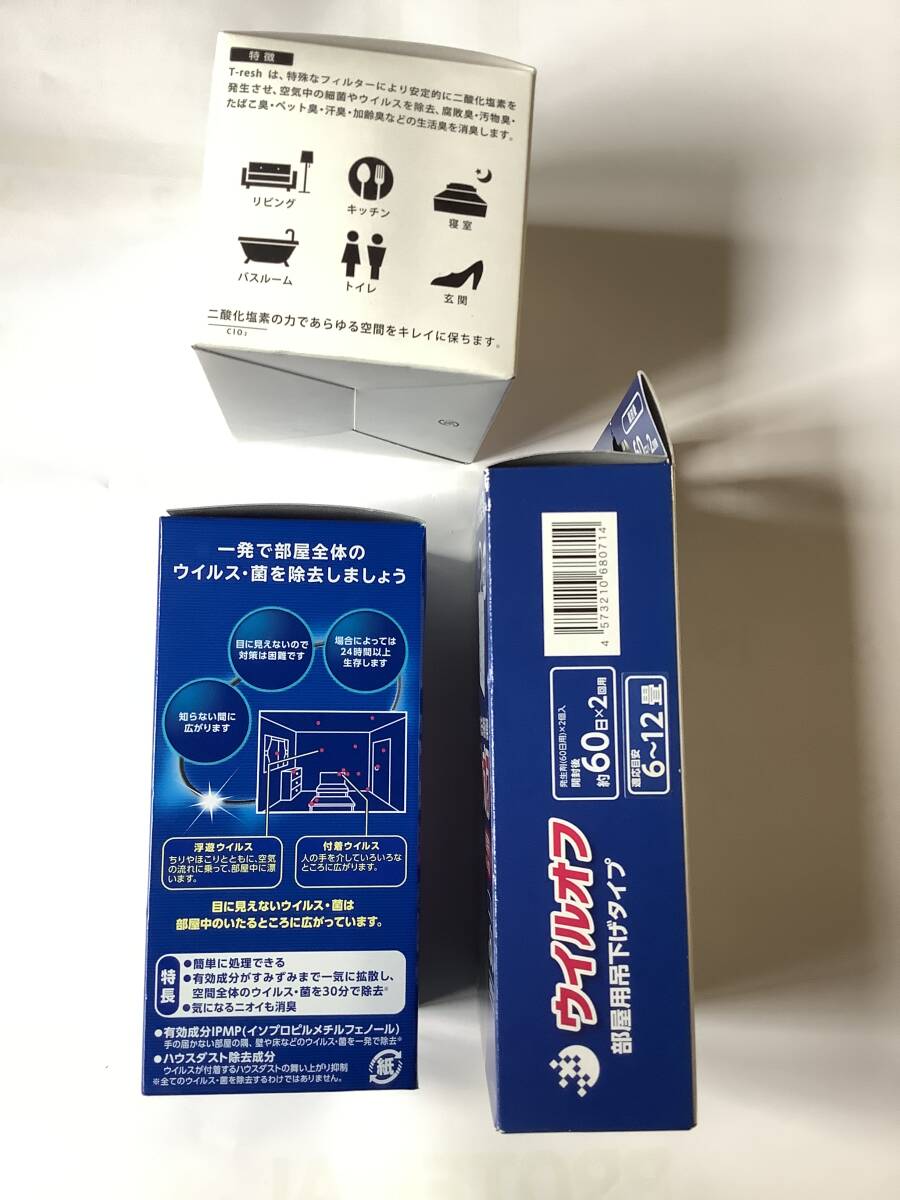 特徴
T-resh は、特殊なフィルターにより安定的に二酸化塩素を
発生させ、空気中の細菌やウイルスを除去、腐敗臭・汚物臭・
たばこ臭・ペット臭・汗臭・加齢臭などの生活臭を消臭します。
リビング
キッチン
寝室
バスルーム
トイレ
玄関
二酸化塩素の力であらゆる空間をキレイに保ちます。
ClO₂
一発で部屋全体の
ウイルス・菌を除去しましょう
目に見えないので
対策は困難です
場合によっては
24時間以上
生存します
知らない間に
広がります
浮遊ウイルス
ちりやほこりとともに、空気
の流れに乗って、部屋中に漂
います。
付着ウイルス
人の手を介していろいろな
ところに広がります。
目に見えないウイルス・菌は
部屋中のいたるところに広がっています。
特長
●簡単に処理できる
●有効成分がすみずみまで一気に拡散し、
空間全体のウイルス・菌を30分で除去※
●気になるニオイも消臭
●有効成分IPMP(イソプロピルメチルフェノール)
手の届かない部屋の隅、壁や床などのウイルス・菌を一発で除去※
●ハウスダスト除去成分
ウイルスが付着するハウスダストの舞い上がり抑制
※全てのウイルス・菌を除去するわけではありません。
紙
4 573210 680714
発生剤(60日用)×2個入
開封後
約60日×2回用
適応目安
6～12畳
ウイルオフ
部屋用吊下げタイプ